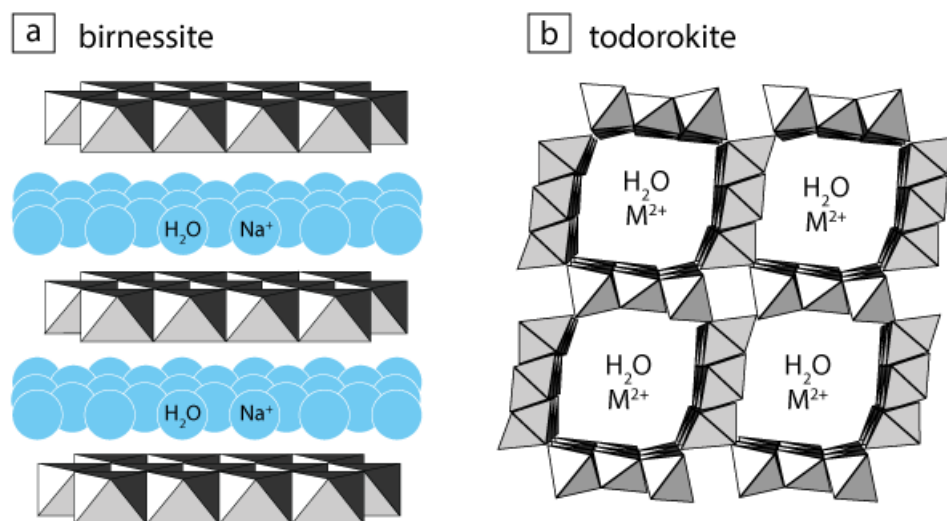 a birnessite
H₂O Na⁺
H₂O Na⁺
b todorokite
H₂O H₂O
M²⁺ M²⁺
H₂O H₂O
M²⁺ M²⁺